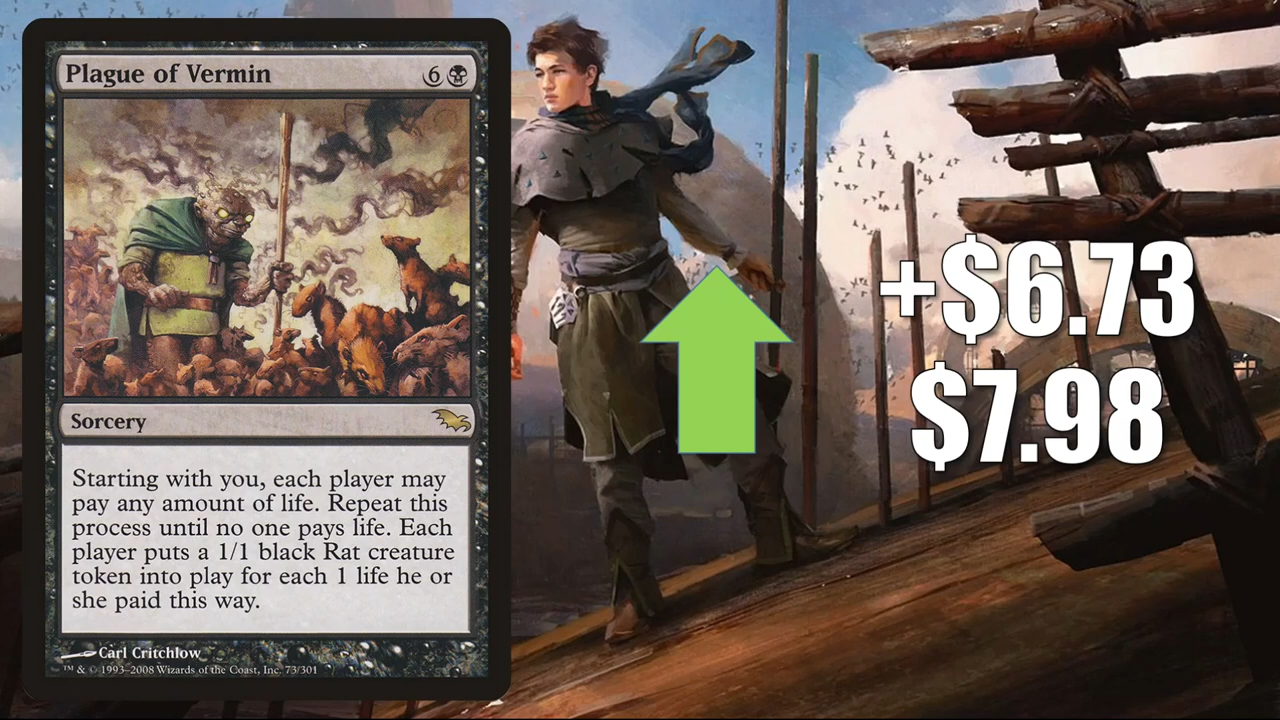 Plague of Vermin
6
Sorcery
Starting with you, each player may
pay any amount of life. Repeat this
process until no one pays life. Each
player puts a 1/1 black Rat creature
token into play for each 1 life he or
she paid this way.
Carl Critchlow
™ & © 1993–2008 Wizards of the Coast, Inc. 73/301
+$6.73
$7.98